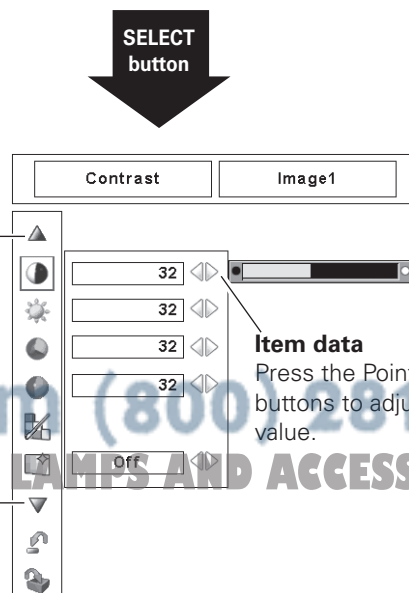 SELECT
button
Contrast
Image1
32
32
32
32
Off
Item data
Press the Point
buttons to adju
value.
m (800) 281
LAMPS AND ACCESS